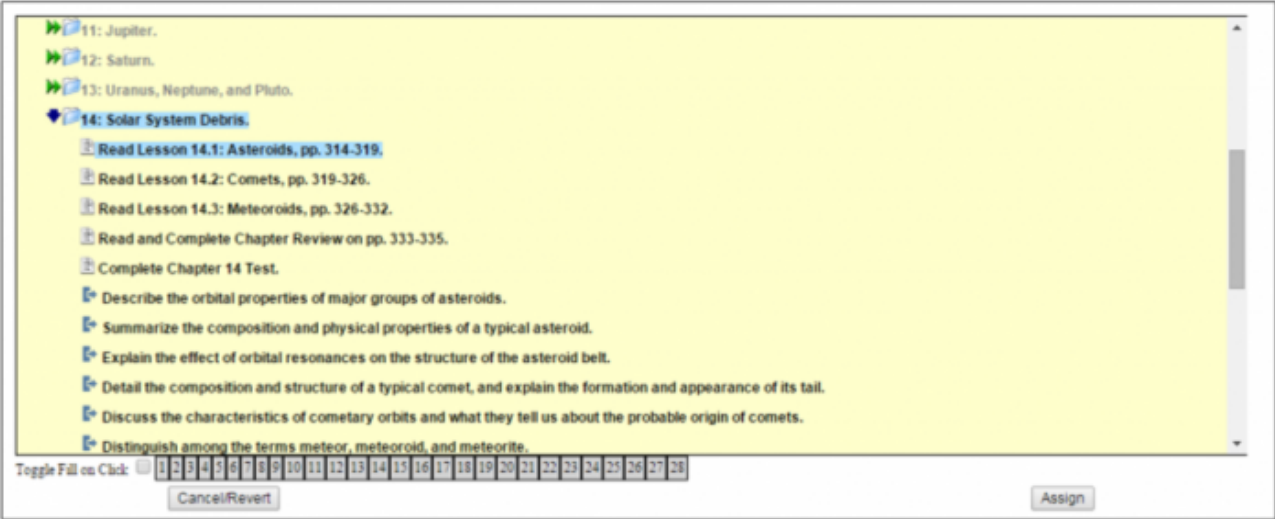 11: Jupiter.
12: Saturn.
13: Uranus, Neptune, and Pluto.
14: Solar System Debris.
Read Lesson 14.1: Asteroids, pp. 314-319.
Read Lesson 14.2: Comets, pp. 319-326.
Read Lesson 14.3: Meteoroids, pp. 326-332.
Read and Complete Chapter Review on pp. 333-335.
Complete Chapter 14 Test.
Describe the orbital properties of major groups of asteroids.
Summarize the composition and physical properties of a typical asteroid.
Explain the effect of orbital resonances on the structure of the asteroid belt.
Detail the composition and structure of a typical comet, and explain the formation and appearance of its tail.
Discuss the characteristics of cometary orbits and what they tell us about the probable origin of comets.
Distinguish among the terms meteor, meteoroid, and meteorite.
Toggle Fill on Click 1 2 3 4 5 6 7 8 9 10 11 12 13 14 15 16 17 18 19 20 21 22 23 24 25 26 27 28
Cancel/Revert Assign